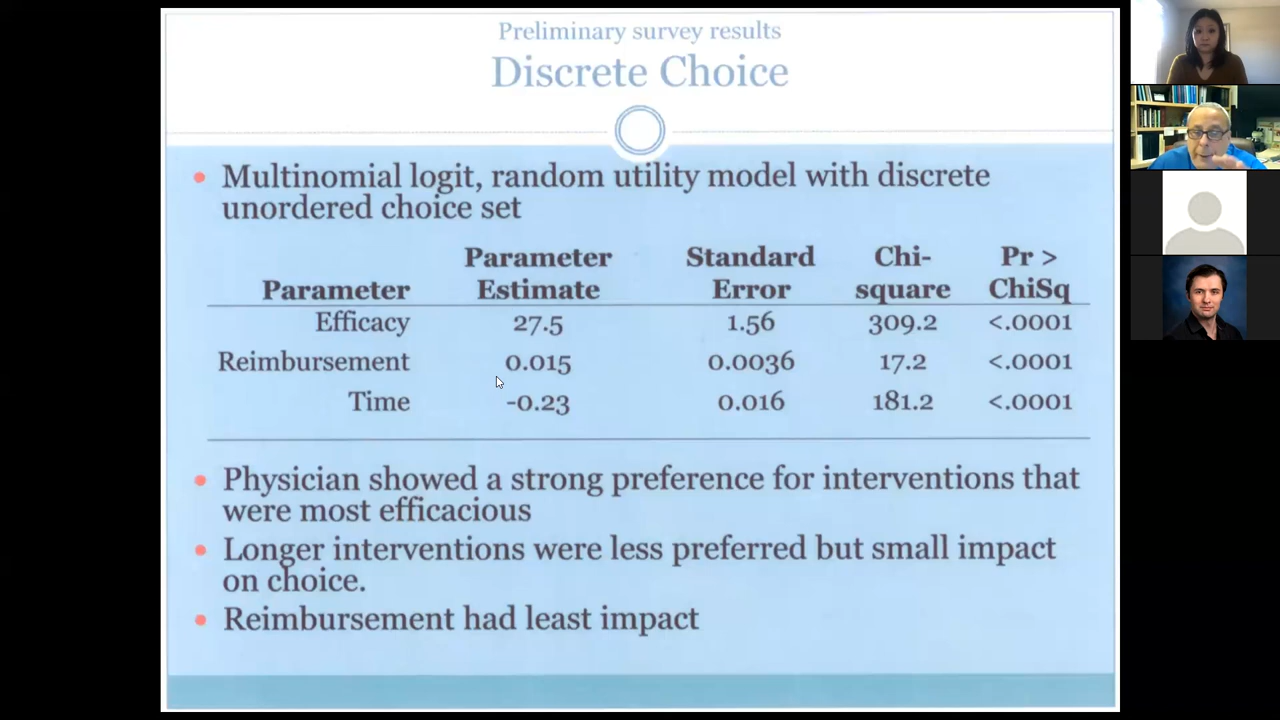 Preliminary survey results
Discrete Choice
• Multinomial logit, random utility model with discrete
unordered choice set
Parameter Standard Chi- Pr >
Parameter Estimate Error square ChiSq
Efficacy 27.5 1.56 309.2 <.0001
Reimbursement 0.015 0.0036 17.2 <.0001
Time -0.23 0.016 181.2 <.0001
• Physician showed a strong preference for interventions that
were most efficacious
• Longer interventions were less preferred but small impact
on choice.
• Reimbursement had least impact